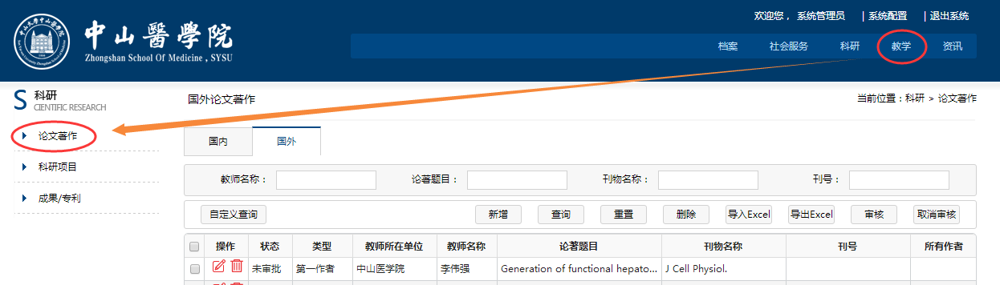 欢迎您，系统管理员 | 系统配置 | 退出系统
中山醫學院
Zhongshan School Of Medicine , SYSU
档案 社会服务 科研 教学 资讯
S 科研
CIENTIFIC RESEARCH
国外论文著作
当前位置：科研 > 论文著作
论文著作
科研项目
成果/专利
国内 国外
教师名称： 论著题目： 刊物名称： 刊号：
自定义查询 新增 查询 重置 删除 导入Excel 导出Excel 审核 取消审核
操作 状态 类型 教师所在单位 教师名称 论著题目 刊物名称 刊号 所有作者
未审批 第一作者 中山医学院 李伟强 Generation of functional hepato... J Cell Physiol.